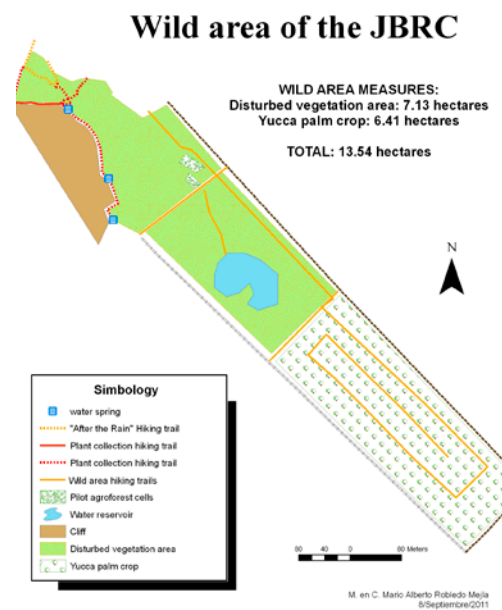 Wild area of the JBRC
WILD AREA MEASURES:
Disturbed vegetation area: 7.13 hectares
Yucca palm crop: 6.41 hectares
TOTAL: 13.54 hectares
N
Simbology
water spring
"After the Rain" Hiking trail
Plant collection hiking trail
Plant collection hiking trail
Wild area hiking trails
Pilot agroforest cells
Water reservoir
Cliff
Disturbed vegetation area
Yucca palm crop
80 40 0 80 Meters
M. en C. Mario Alberto Robledo Mejía
8/Septiembre/2011